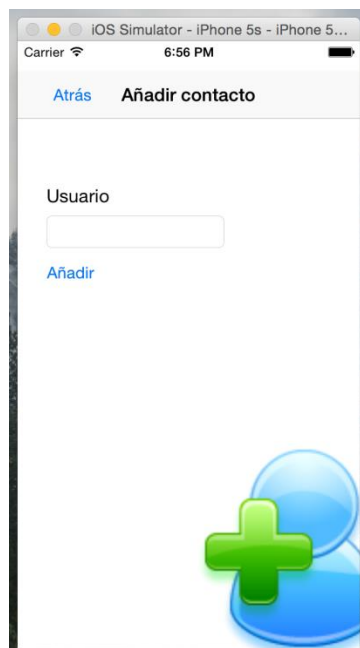 iOS Simulator - iPhone 5s - iPhone 5...
Carrier 6:56 PM
Atrás Añadir contacto
Usuario
Añadir